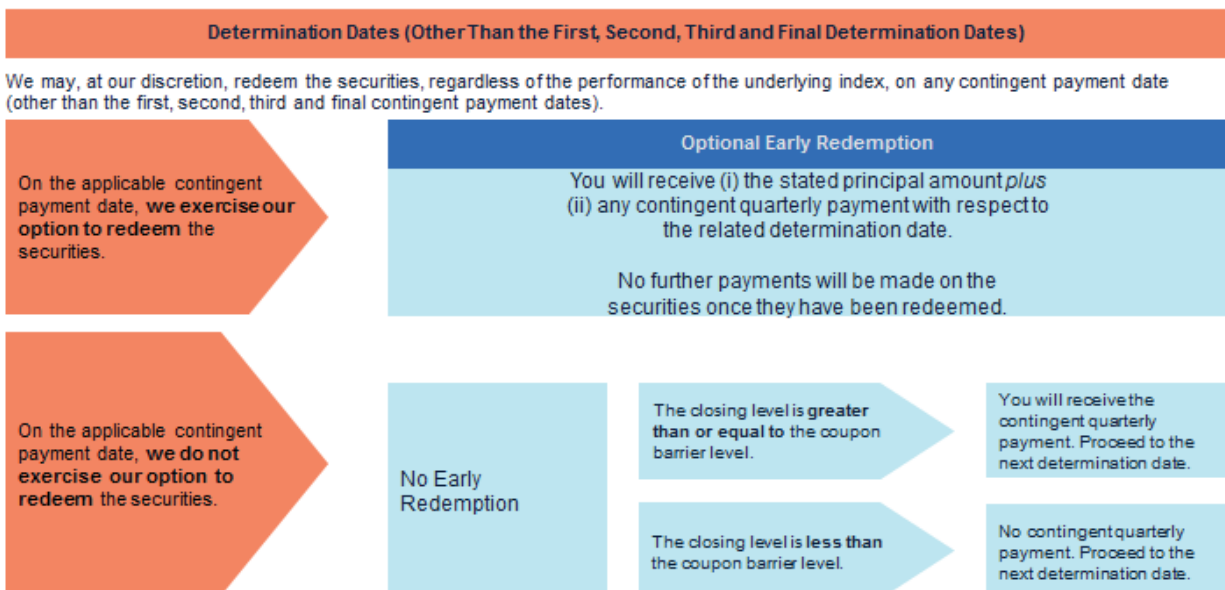 Determination Dates (Other Than the First, Second, Third and Final Determination Dates)
We may, at our discretion, redeem the securities, regardless of the performance of the underlying index, on any contingent payment date
(other than the first, second, third and final contingent payment dates).
On the applicable contingent
payment date, we exercise our
option to redeem the
securities.
Optional Early Redemption
You will receive (i) the stated principal amount plus
(ii) any contingent quarterly payment with respect to
the related determination date.
No further payments will be made on the
securities once they have been redeemed.
On the applicable contingent
payment date, we do not
exercise our option to
redeem the securities.
No Early
Redemption
The closing level is greater
than or equal to the coupon
barrier level.
You will receive the
contingent quarterly
payment. Proceed to the
next determination date.
The closing level is less than
the coupon barrier level.
No contingent quarterly
payment. Proceed to the
next determination date.